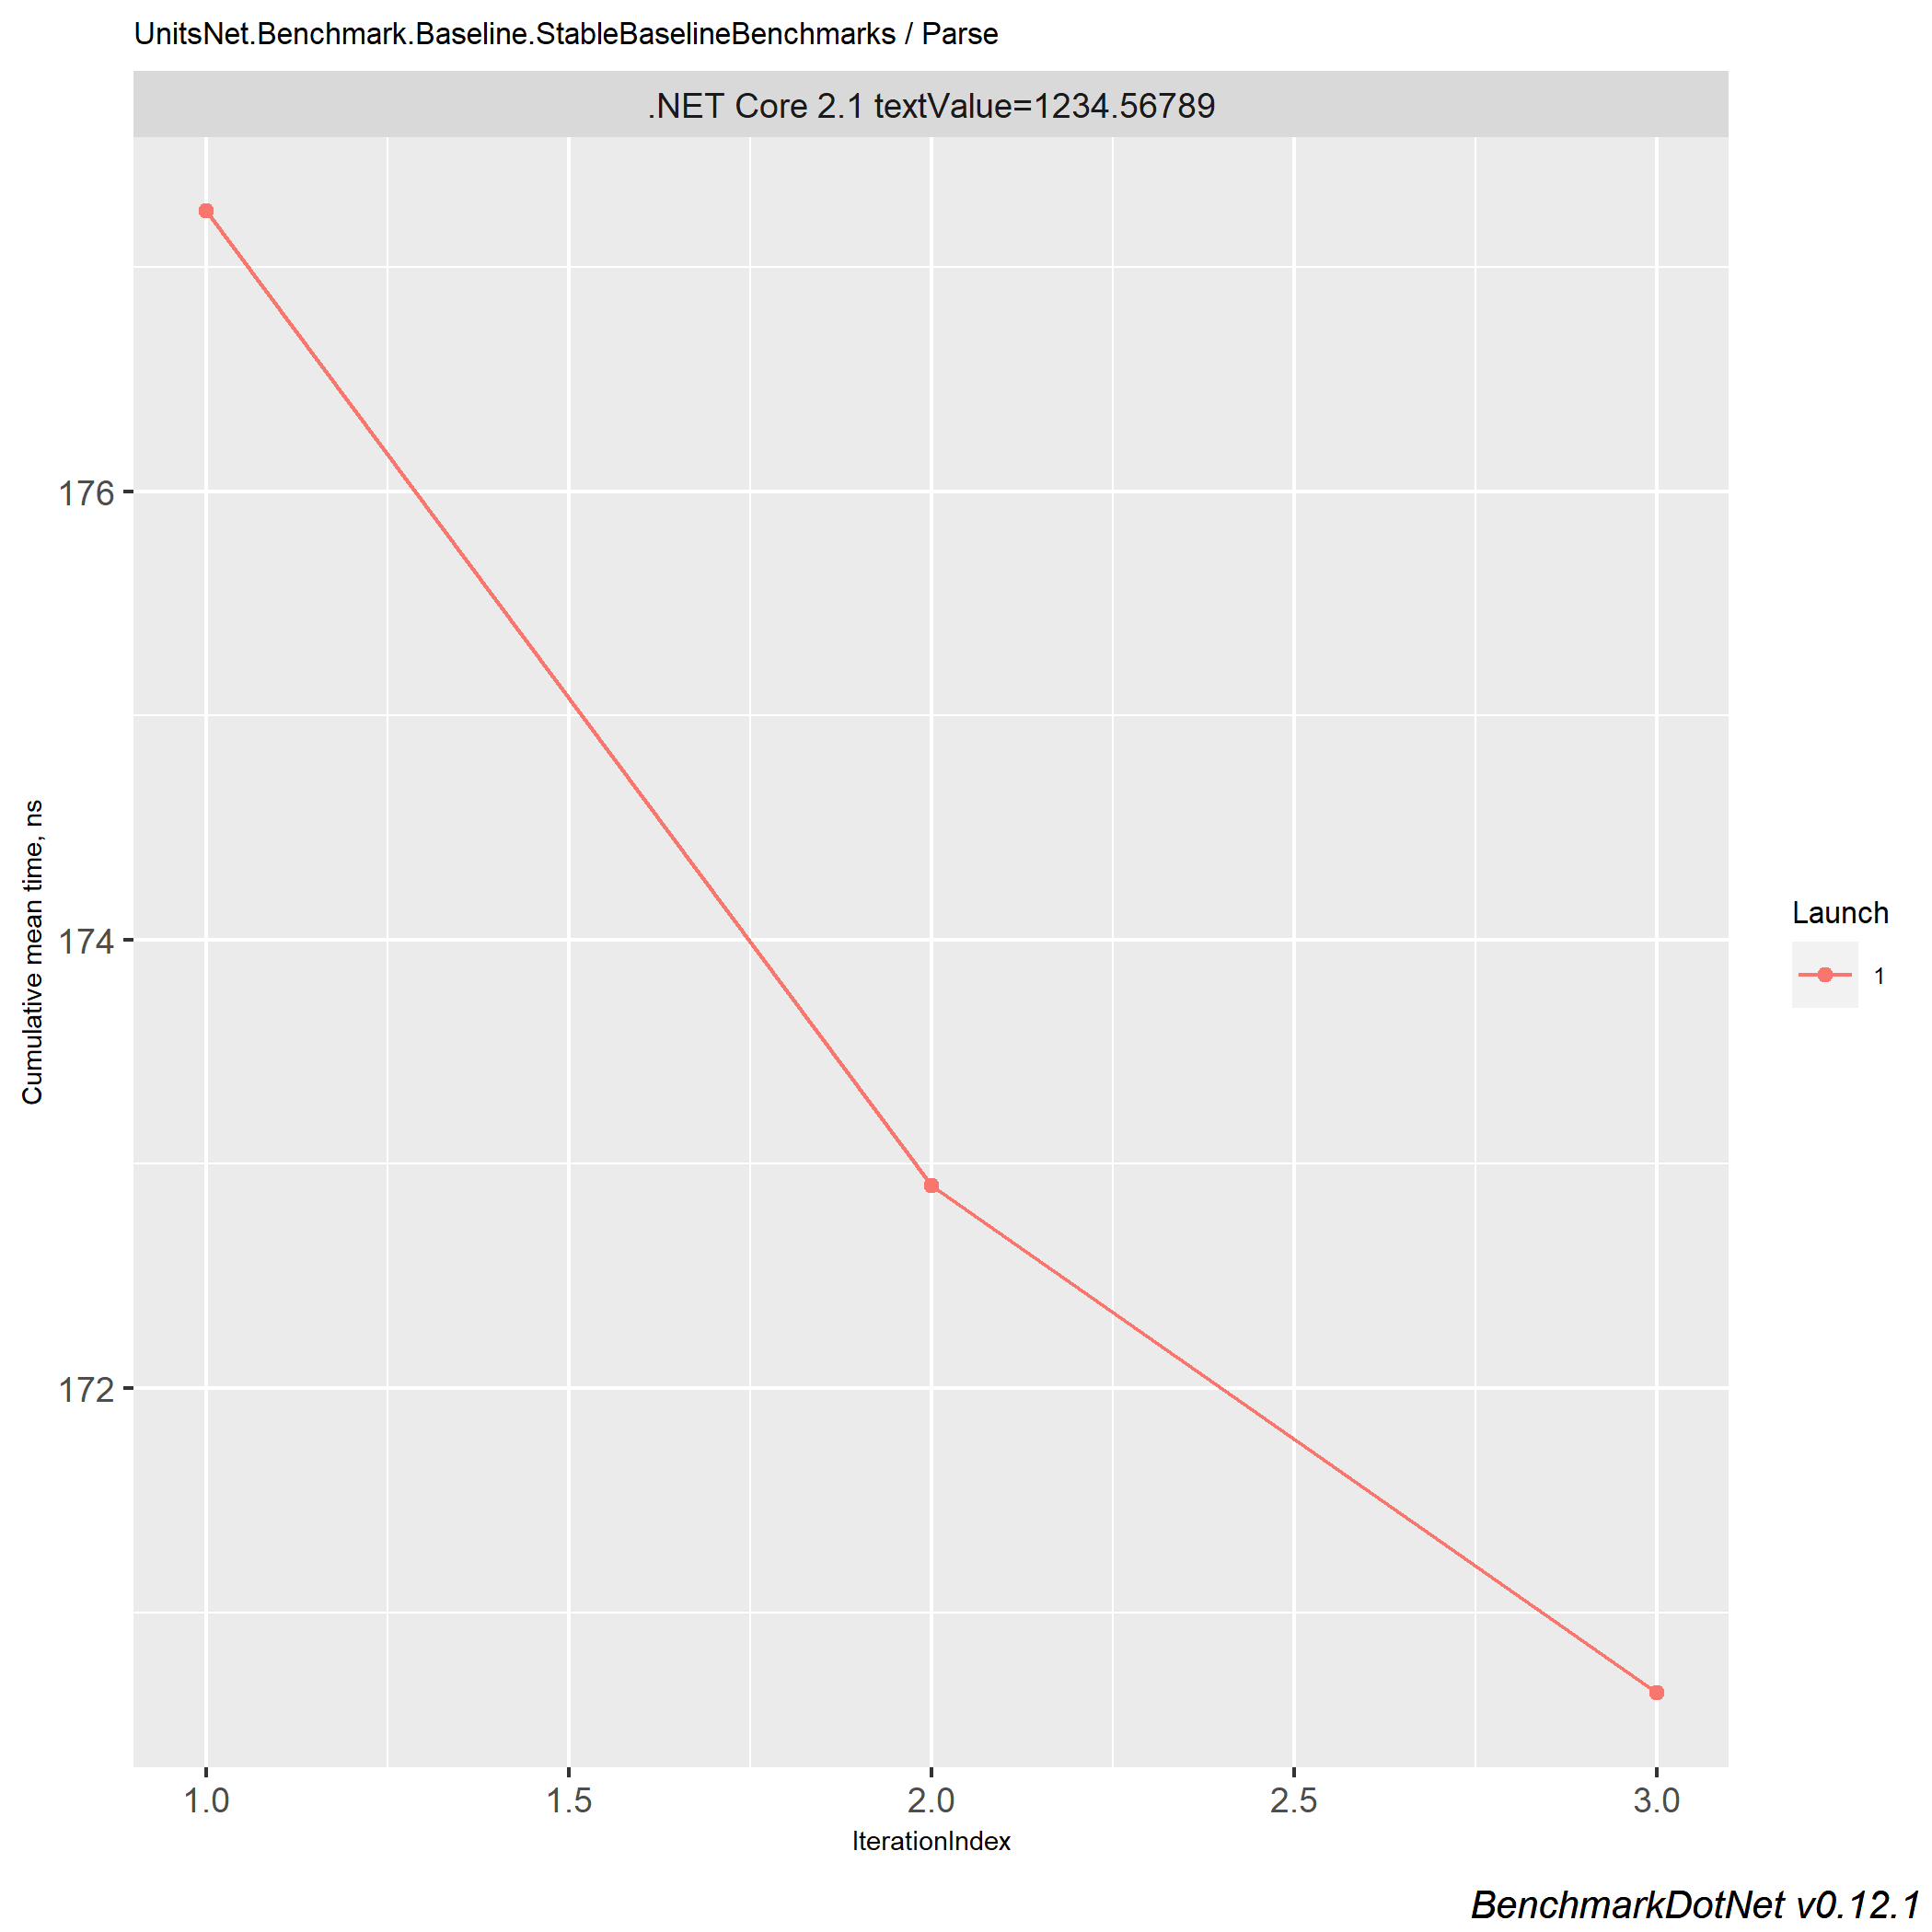 UnitsNet.Benchmark.Baseline.StableBaselineBenchmarks / Parse
.NET Core 2.1 textValue=1234.56789
Cumulative mean time, ns
176
174
172
1.0 1.5 2.0 2.5 3.0
IterationIndex
Launch
1
BenchmarkDotNet v0.12.1